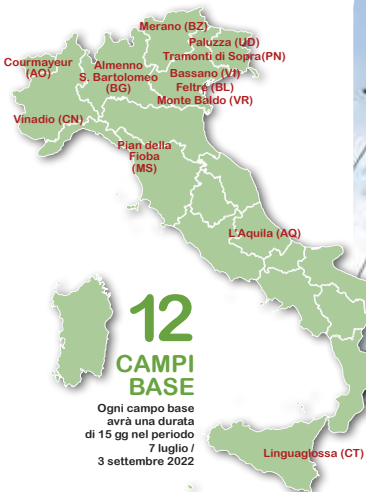 Merano (BZ)
Paluzza (UD)
Tramonti di Sopra(PN)
Courmayeur
(AO)
Almenno
S. Bartolomeo
(BG)
Bassano (VI)
Feltre (BL)
Monte Baldo (VR)
Vinadio (CN)
Pian della
Fioba
(MS)
L'Aquila (AQ)
12
CAMPI
BASE
Ogni campo base
avrà una durata
di 15 gg nel periodo
7 luglio /
3 settembre 2022
Linguaglossa (CT)